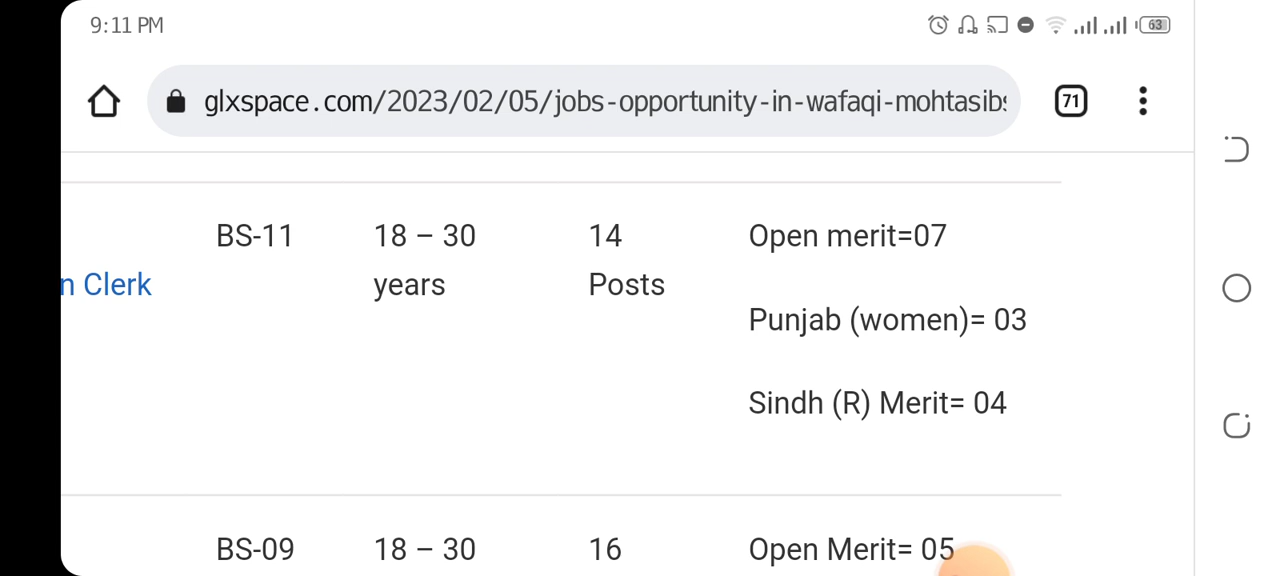 9:11 PM
63
glxspace.com/2023/02/05/jobs-opportunity-in-wafaqi-mohtasibs
71
BS-11 18 – 30 14 Open merit=07
n Clerk years Posts
Punjab (women)= 03
Sindh (R) Merit= 04
BS-09 18 – 30 16 Open Merit= 05